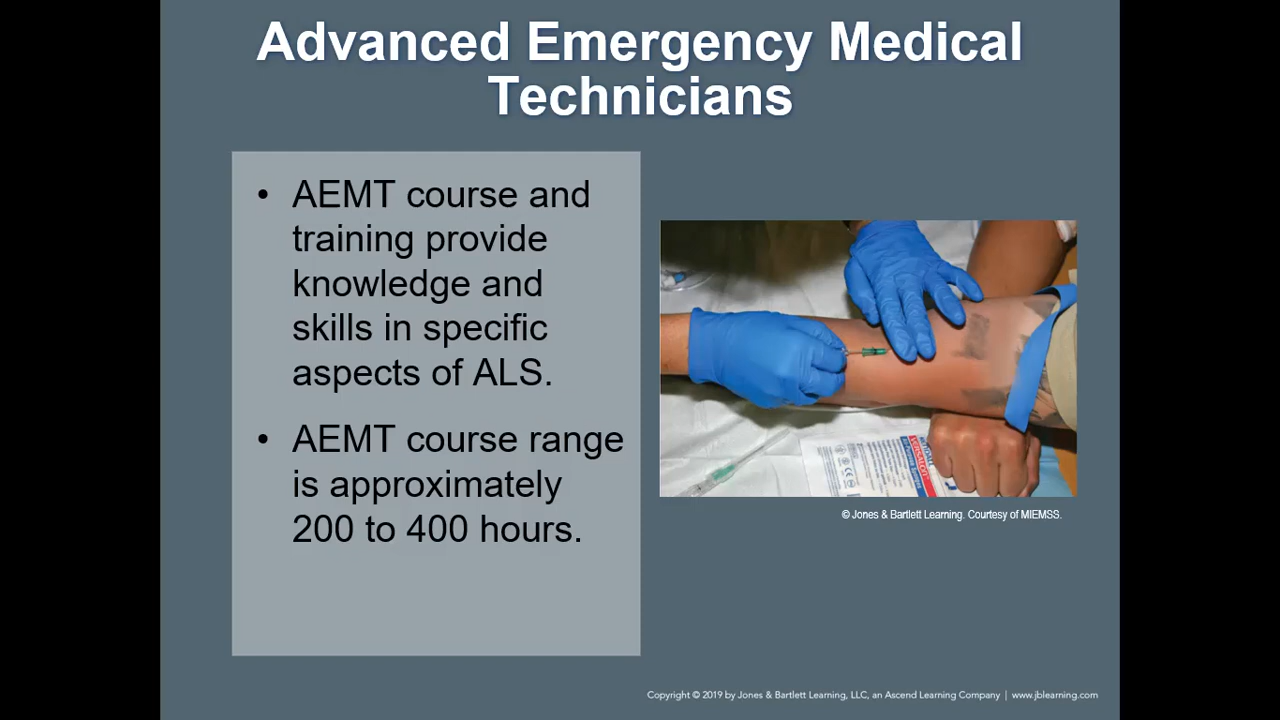 Advanced Emergency Medical
Technicians
• AEMT course and
training provide
knowledge and
skills in specific
aspects of ALS.
• AEMT course range
is approximately
200 to 400 hours.
© Jones & Bartlett Learning. Courtesy of MIEMSS.
Copyright © 2019 by Jones & Bartlett Learning, LLC, an Ascend Learning Company | www.jblearning.com